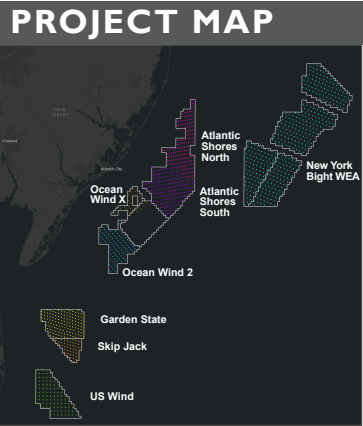 PROJECT MAP
NEW
JERSEY
Vineland
Atlantic City
Atlantic
Shores
North
New York
Bight WEA
Ocean
Wind X
Atlantic
Shores
South
Ocean Wind 2
Garden State
Skip Jack
US Wind